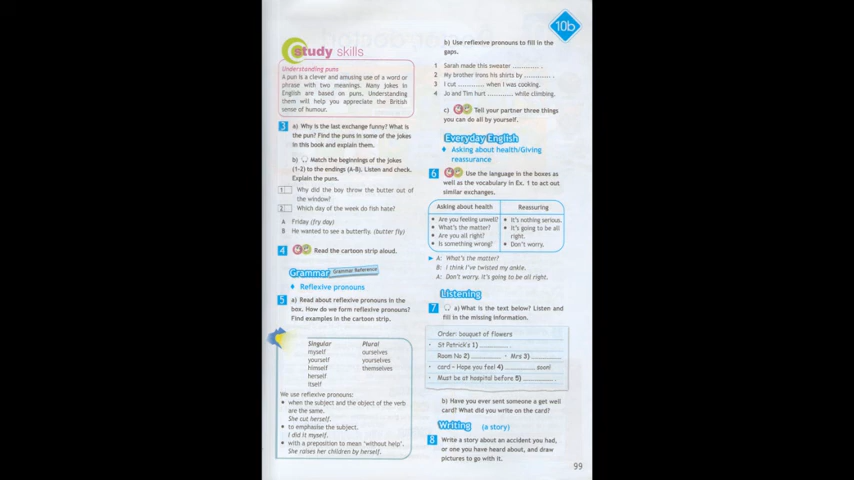 10b
study skills
Understanding puns
A pun is a clever and amusing use of a word or
phrase with two meanings. Many jokes in
English are based on puns. Understanding
them will help you appreciate the British
sense of humour.
3 a) Why is the last exchange funny? What is
the pun? Find the puns in some of the jokes
in this book and explain them.
b) Match the beginnings of the jokes
(1-2) to the endings (A-B). Listen and check.
Explain the puns.
1 Why did the boy throw the butter out of
the window?
2 Which day of the week do fish hate?
A Friday (fry day)
B He wanted to see a butterfly. (butter fly)
4 Read the cartoon strip aloud.
Grammar Grammar Reference
♦ Reflexive pronouns
5 a) Read about reflexive pronouns in the
box. How do we form reflexive pronouns?
Find examples in the cartoon strip.
Singular Plural
myself ourselves
yourself yourselves
himself themselves
herself
itself
We use reflexive pronouns:
• when the subject and the object of the verb
are the same.
She cut herself.
• to emphasise the subject.
I did it myself.
• with a preposition to mean 'without help'.
She raises her children by herself.
b) Use reflexive pronouns to fill in the
gaps.
1 Sarah made this sweater ............ .
2 My brother irons his shirts by ............ .
3 I cut ............ when I was cooking.
4 Jo and Tim hurt ............ while climbing.
c) Tell your partner three things
you can do all by yourself.
Everyday English
♦ Asking about health/Giving
reassurance
6 Use the language in the boxes as
well as the vocabulary in Ex. 1 to act out
similar exchanges.
Asking about health Reassuring
• Are you feeling unwell? • It's nothing serious.
• What's the matter? • It's going to be all
• Are you all right? right.
• Is something wrong? • Don't worry.
A: What's the matter?
B: I think I've twisted my ankle.
A: Don't worry. It's going to be all right.
Listening
7 a) What is the text below? Listen and
fill in the missing information.
Order: bouquet of flowers
• St Patrick's 1) ________
Room No 2) ________ • Mrs 3) ________
• card – Hope you feel 4) ________ soon!
• Must be at hospital before 5) ________.
b) Have you ever sent someone a get well
card? What did you write on the card?
Writing (a story)
8 Write a story about an accident you had,
or one you have heard about, and draw
pictures to go with it.
99